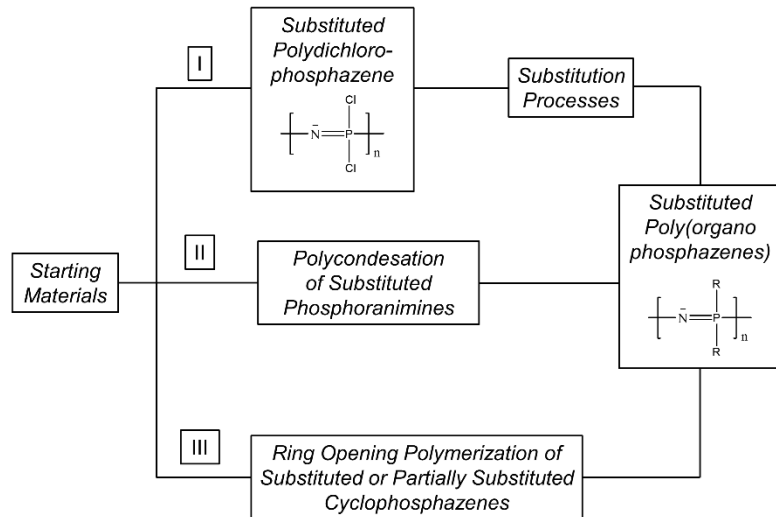 I
Substituted
Polydichloro-
phosphazene
Cl
N
P
n
Cl
Substitution
Processes
Starting
Materials
II
Polycondesation
of Substituted
Phosphoranimines
Substituted
Poly(organo
phosphazenes)
R
N
P
n
R
III
Ring Opening Polymerization of
Substituted or Partially Substituted
Cyclophosphazenes